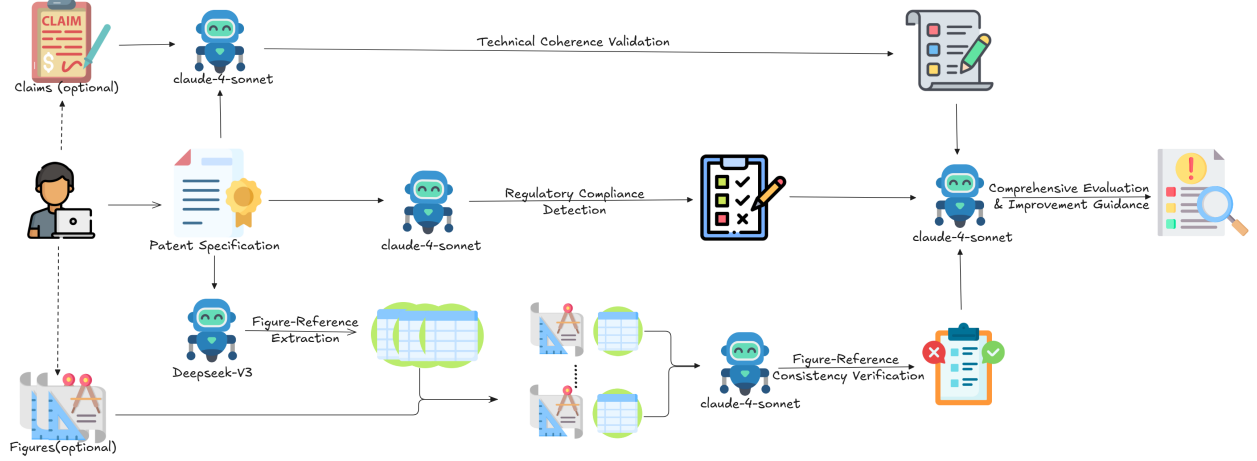 CLAIM
$
Claims (optional)
claude-4-sonnet
Technical Coherence Validation
Patent Specification
claude-4-sonnet
Regulatory Compliance
Detection
claude-4-sonnet
Comprehensive Evaluation
& Improvement Guidance
Deepseek-V3
Figure-Reference
Extraction
claude-4-sonnet
Figure-Reference
Consistency Verification
Figures(optional)